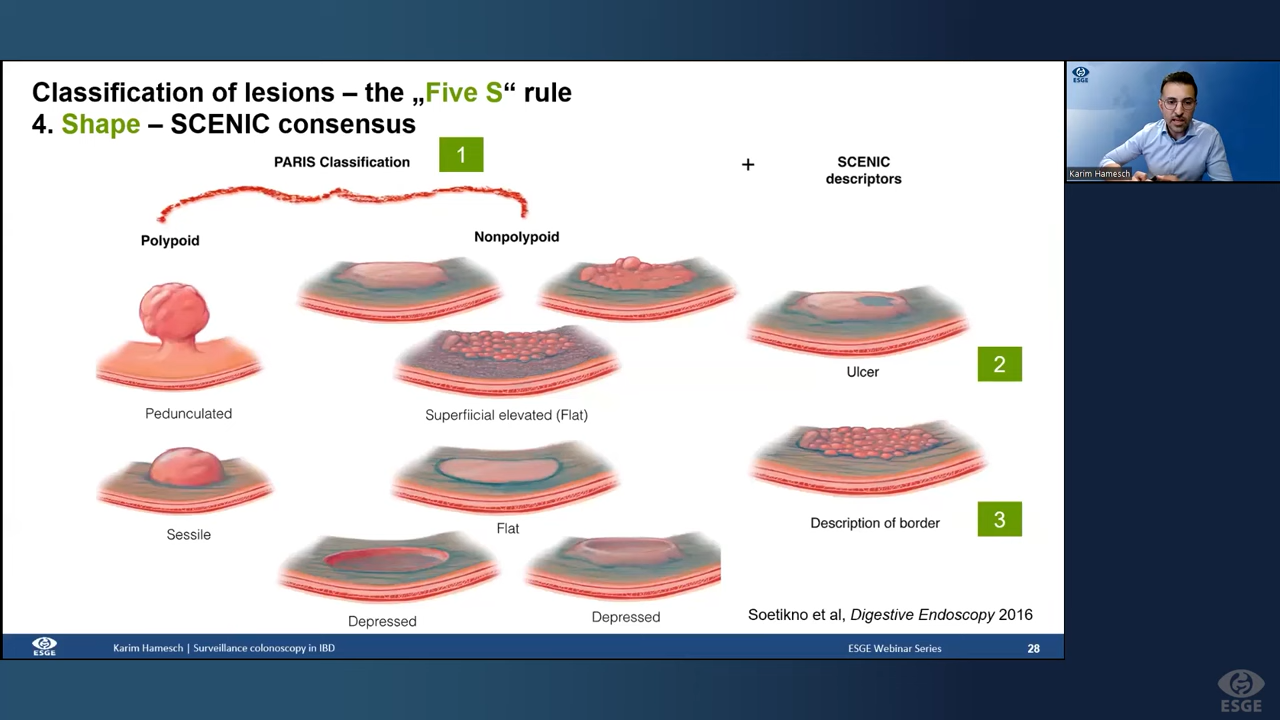 Classification of lesions – the „Five S“ rule
4. Shape – SCENIC consensus
PARIS Classification
1
+
SCENIC
descriptors
Polypoid
Nonpolypoid
Ulcer
2
Pedunculated
Superfiicial elevated (Flat)
Sessile
Flat
Description of border
3
Depressed
Depressed
Soetikno et al, Digestive Endoscopy 2016
ESGE
Karim Hamesch | Surveillance colonoscopy in IBD
ESGE Webinar Series
28
ESGE
Karim Hamesch
ESGE